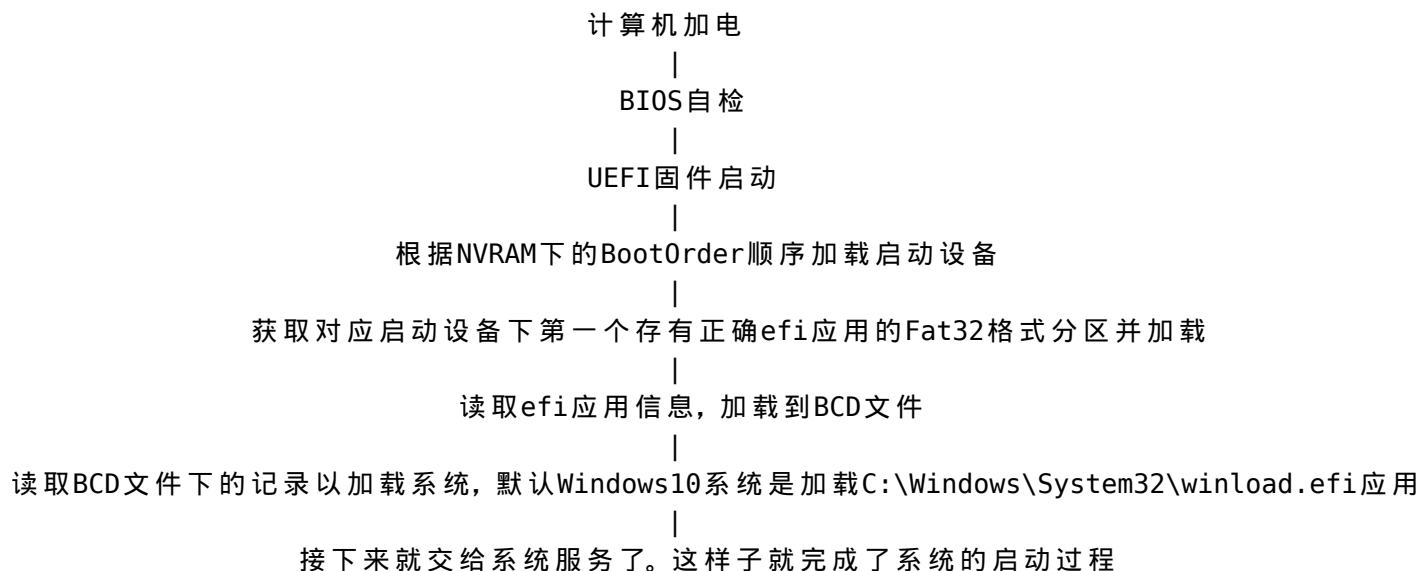 计算机加电
|
BIOS自检
|
UEFI固件启动
|
根据NVRAM下的BootOrder顺序加载启动设备
|
获取对应启动设备下第一个存有正确efi应用的Fat32格式分区并加载
|
读取efi应用信息，加载到BCD文件
|
读取BCD文件下的记录以加载系统，默认Windows10系统是加载C:\Windows\System32\winload.efi应用
|
接下来就交给系统服务了。这样子就完成了系统的启动过程